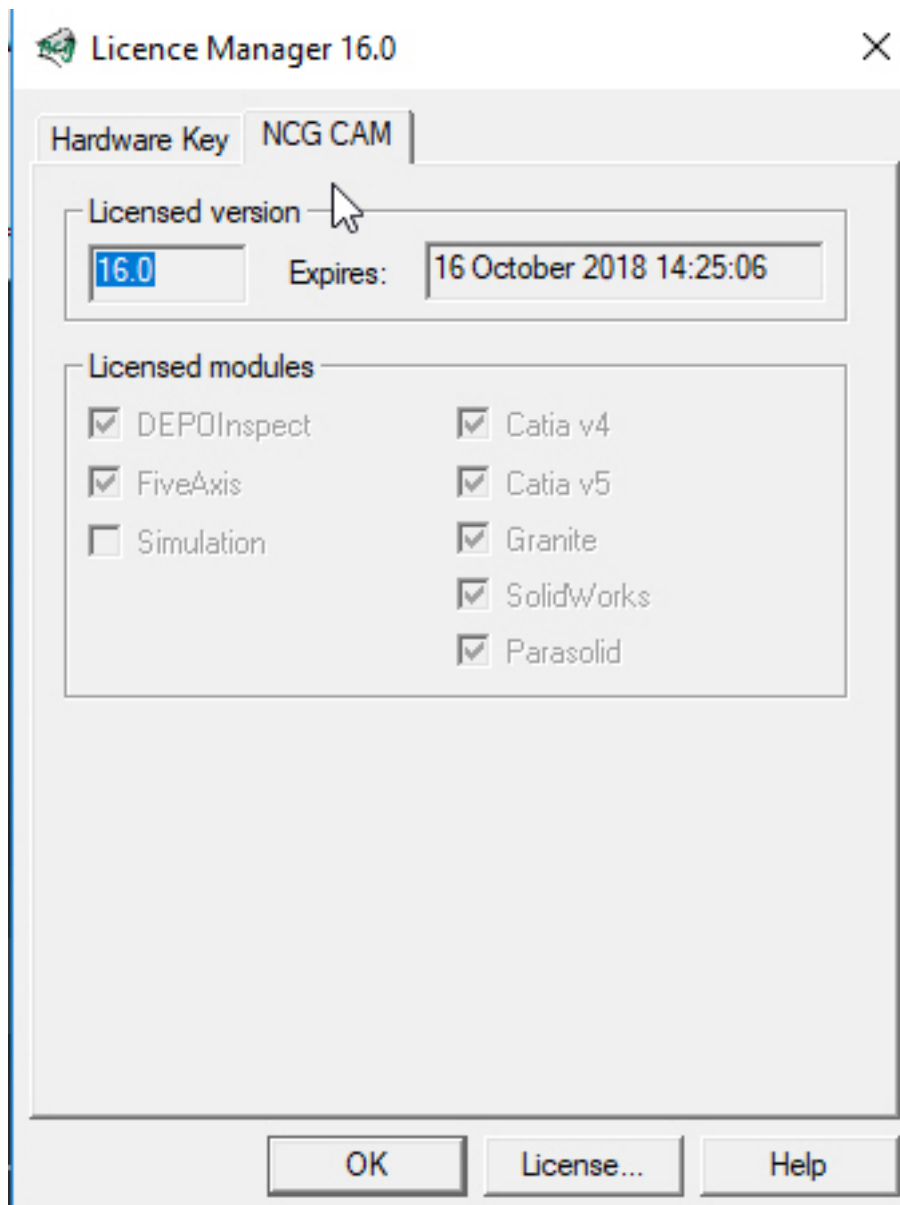 Licence Manager 16.0
Hardware Key NCG CAM
Licensed version
16.0 Expires: 16 October 2018 14:25:06
Licensed modules
DEPOInspect Catia v4
FiveAxis Catia v5
Simulation Granite
SolidWorks
Parasolid
OK License... Help